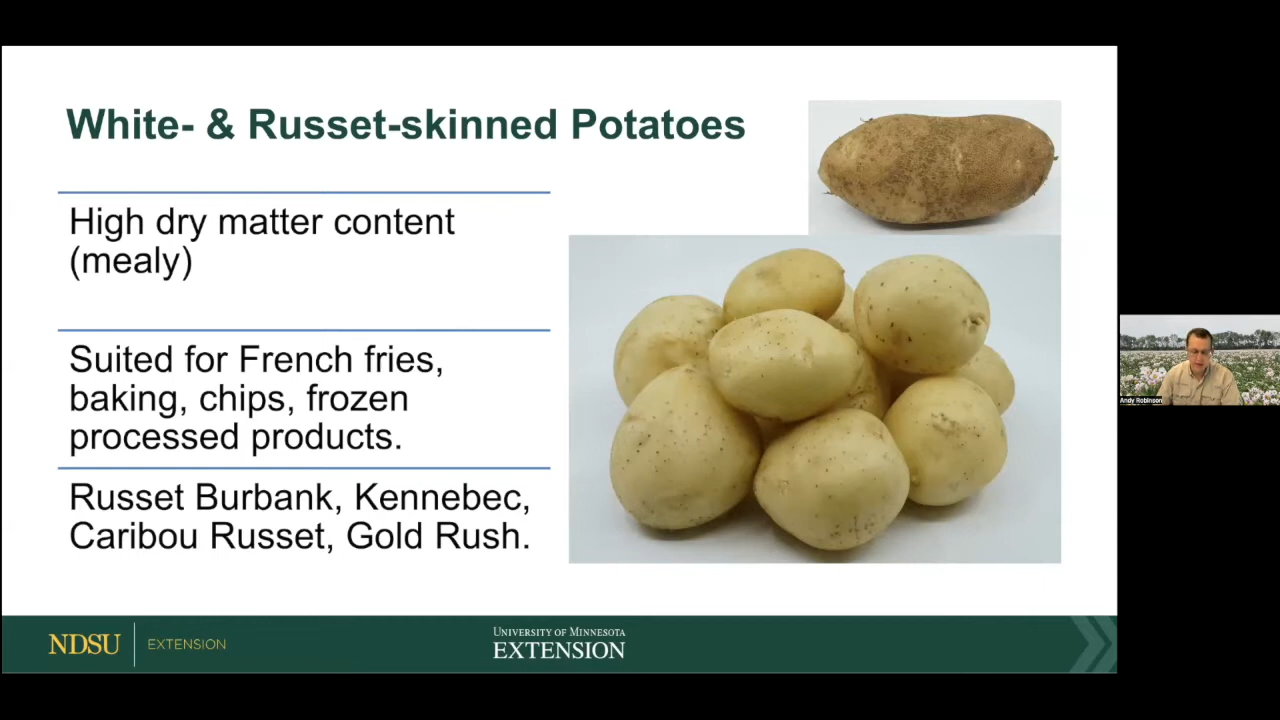 White- & Russet-skinned Potatoes
High dry matter content
(mealy)
Suited for French fries,
baking, chips, frozen
processed products.
Russet Burbank, Kennebec,
Caribou Russet, Gold Rush.
NDSU EXTENSION
UNIVERSITY OF MINNESOTA
EXTENSION
Andy Robinson